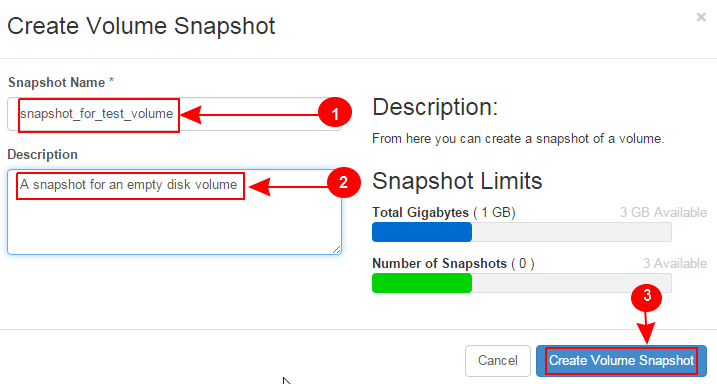 Create Volume Snapshot
×
Snapshot Name *
snapshot_for_test_volume
1
Description
A snapshot for an empty disk volume
2
Description:
From here you can create a snapshot of a volume.
Snapshot Limits
Total Gigabytes ( 1 GB) 3 GB Available
Number of Snapshots ( 0 ) 3 Available
3
Cancel Create Volume Snapshot